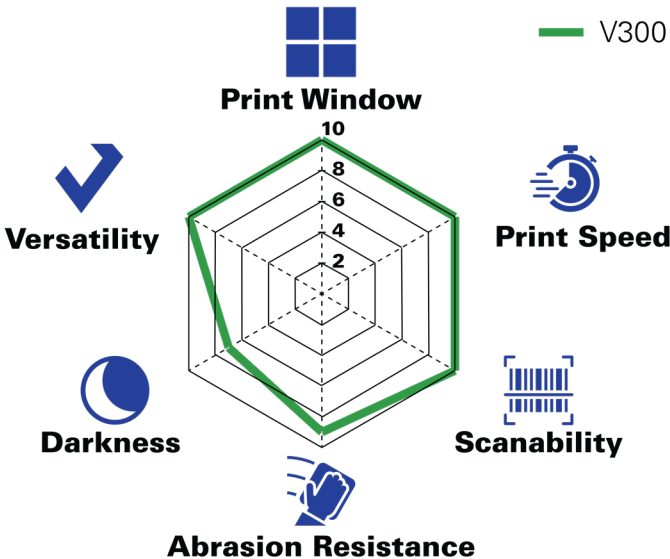 V300
Print Window
10
8
6
4
2
Versatility
Print Speed
Darkness
Scanability
Abrasion Resistance